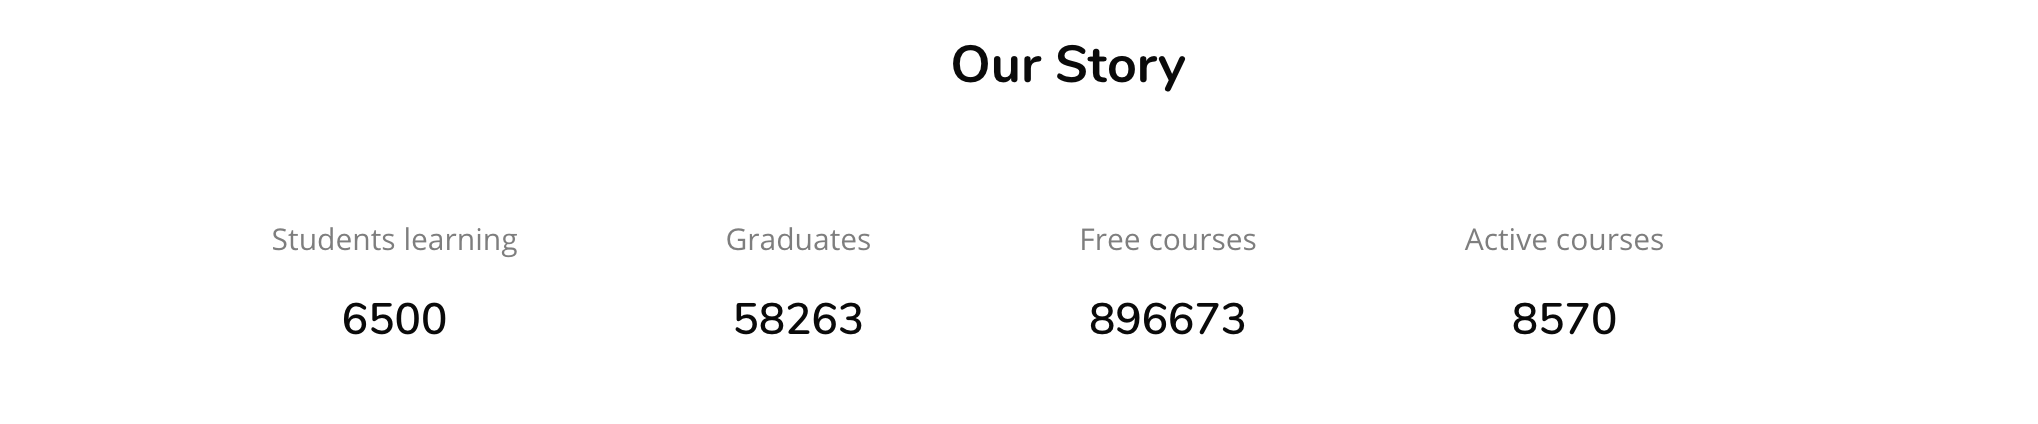 Our Story
Students learning Graduates Free courses Active courses
6500 58263 896673 8570